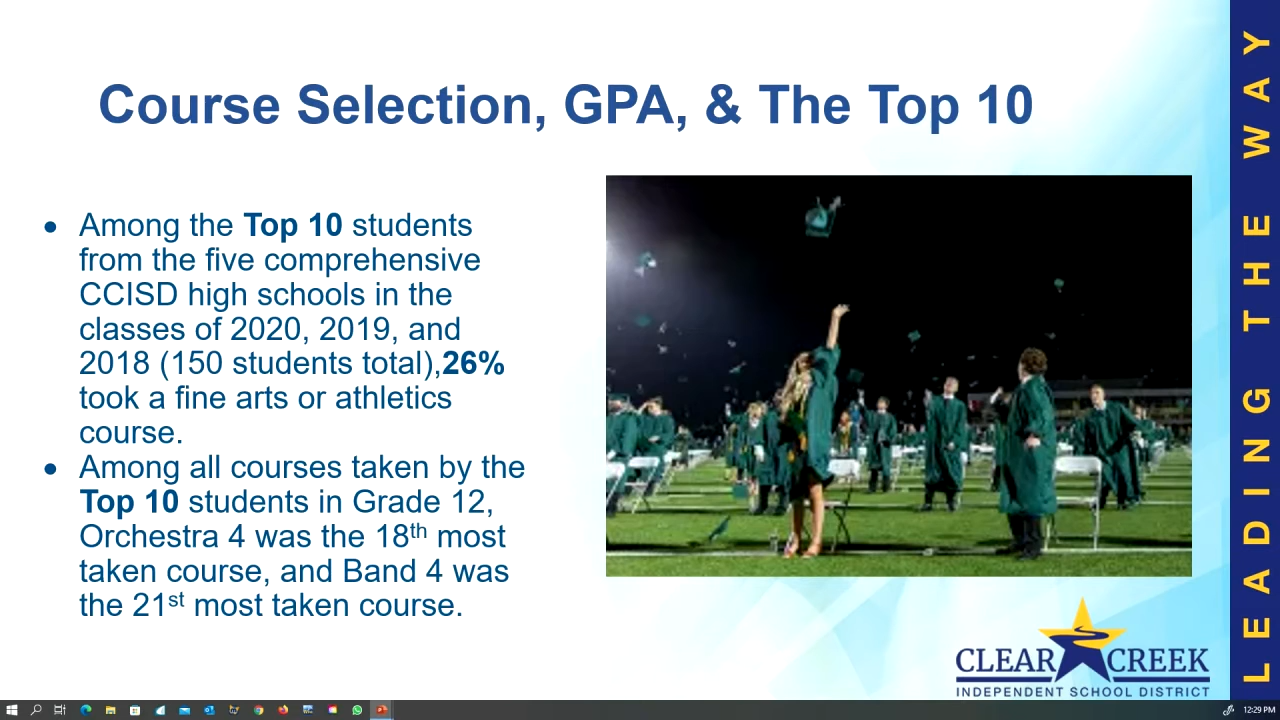 Course Selection, GPA, & The Top 10
• Among the Top 10 students
from the five comprehensive
CCISD high schools in the
classes of 2020, 2019, and
2018 (150 students total),26%
took a fine arts or athletics
course.
• Among all courses taken by the
Top 10 students in Grade 12,
Orchestra 4 was the 18th most
taken course, and Band 4 was
the 21st most taken course.
CLEAR CREEK
INDEPENDENT SCHOOL DISTRICT
LEADING THE WAY
12:29 PM